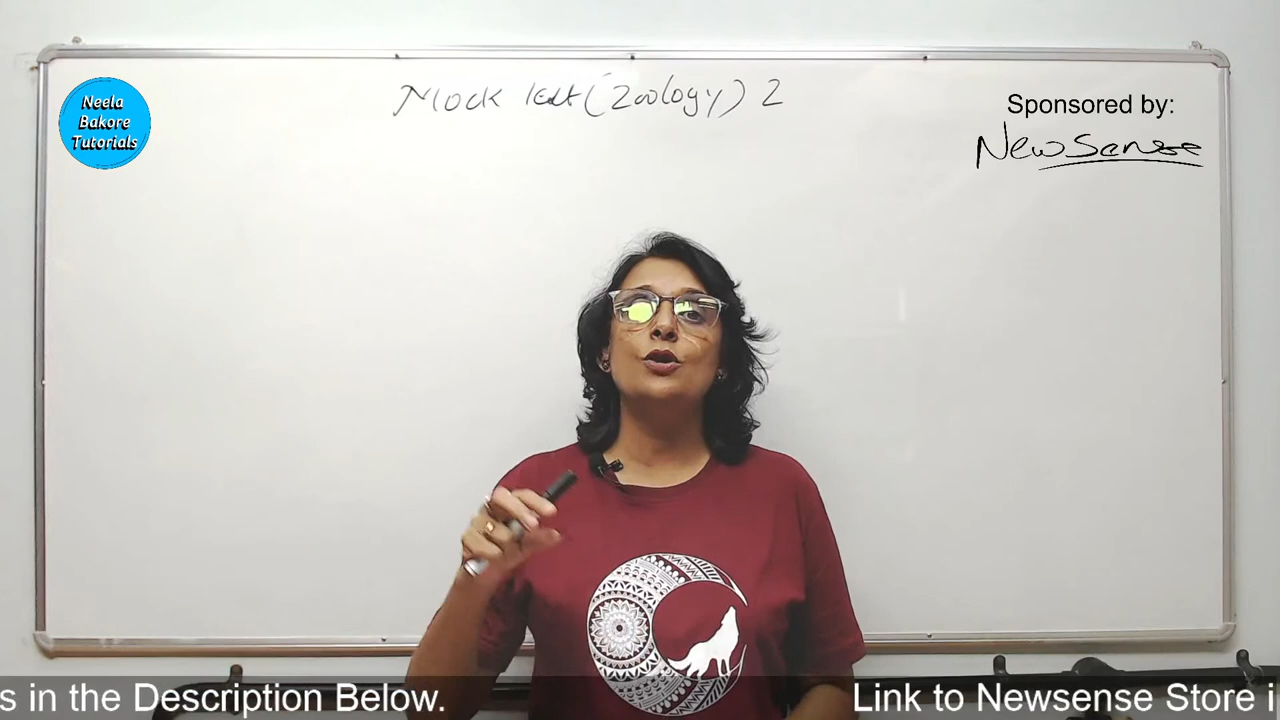 Mock test (Zoology) 2
Neela
Bakore
Tutorials
Sponsored by:
NewSense
s in the Description Below.
Link to Newsense Store i